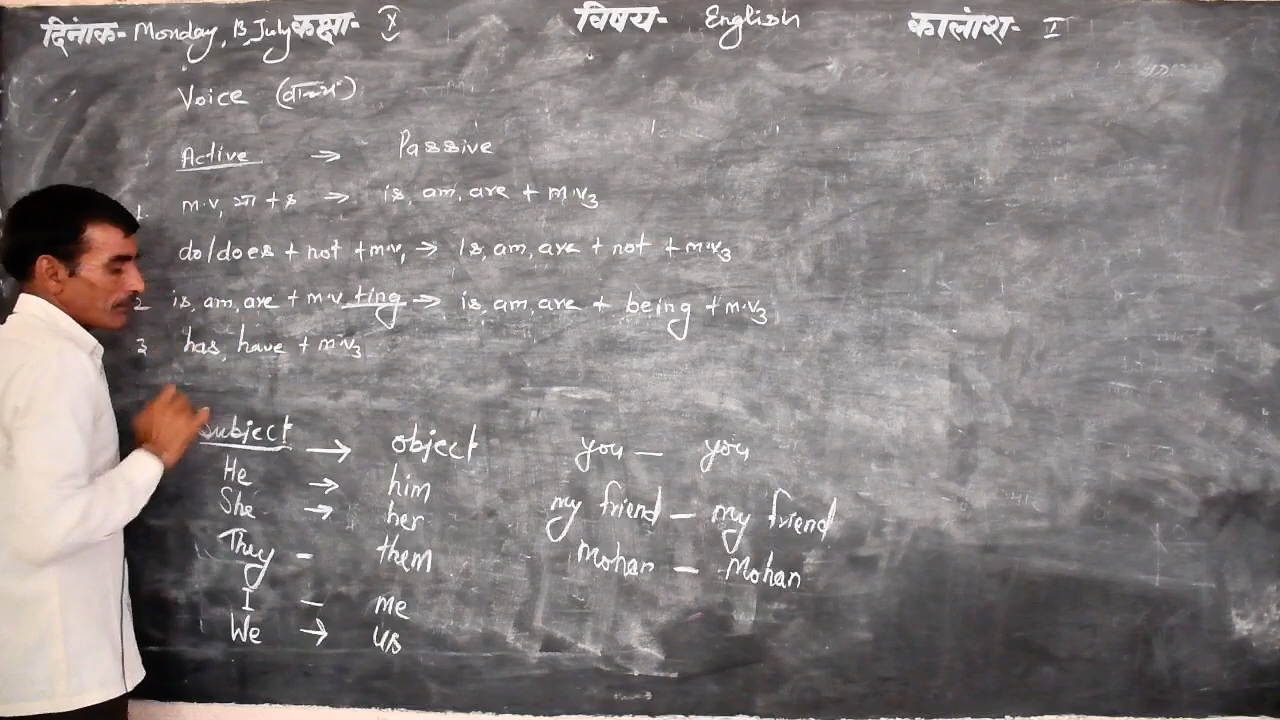 दिनांक- Monday, 13, July कक्षा- X विषय- English कालांश- I
Voice (वाच्य)
Active → Passive
1. m.v, या + s → is, am, are + m.v3
do/does + not + m.v, → Is, am, are + not + m.v3
2 is, am, are + m.v ting → is, am, are + being + m.v3
3 has, have + m.v3
Subject → object you — you
He → him
She → her my friend — my friend
They - them Mohan — Mohan
I — me
We → us